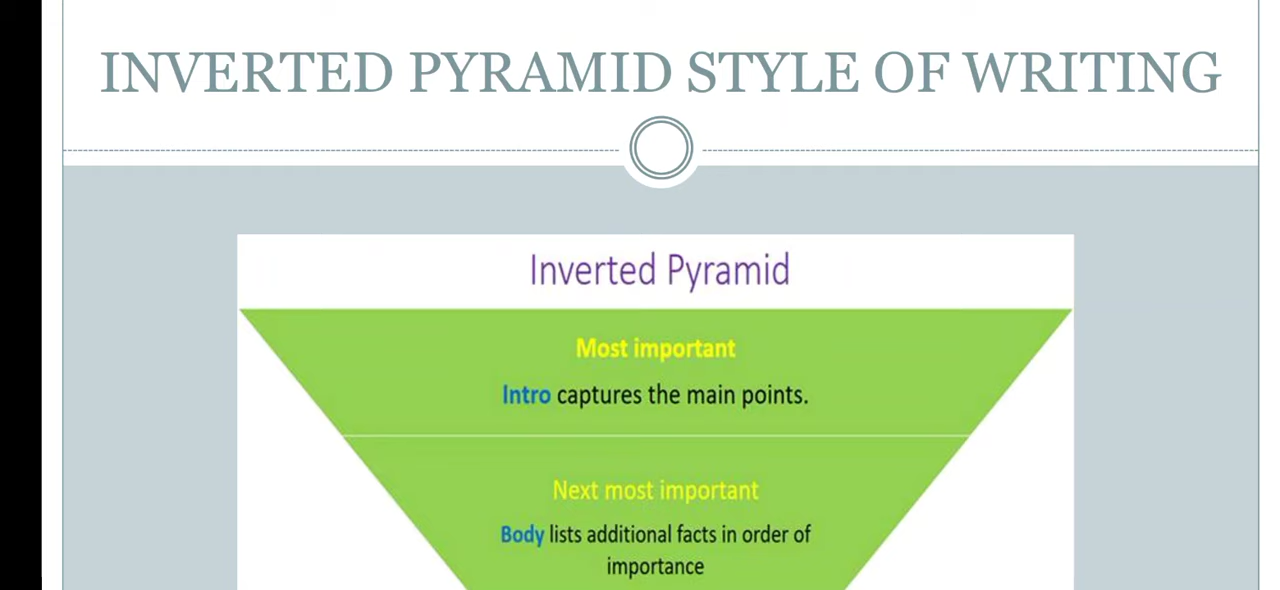 INVERTED PYRAMID STYLE OF WRITING
Inverted Pyramid
Most important
Intro captures the main points.
Next most important
Body lists additional facts in order of
importance